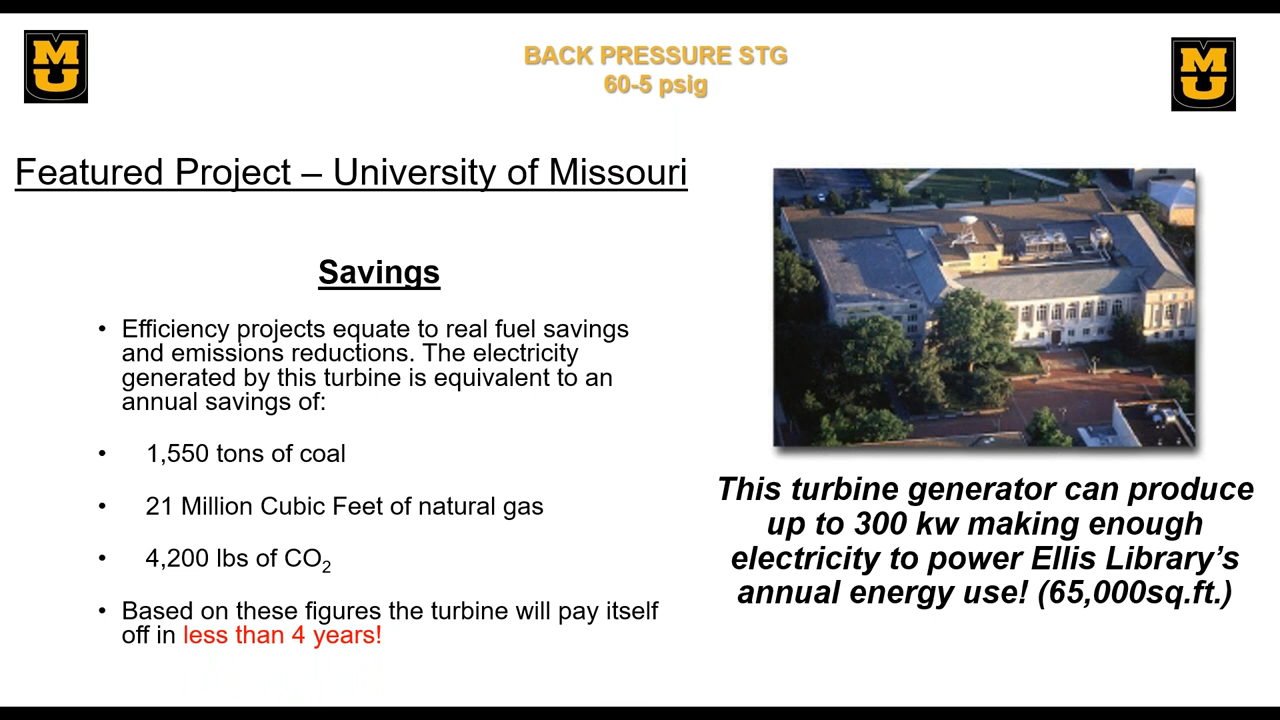 MU
MU
BACK PRESSURE STG
60-5 psig
Featured Project – University of Missouri
Savings
• Efficiency projects equate to real fuel savings
and emissions reductions. The electricity
generated by this turbine is equivalent to an
annual savings of:
• 1,550 tons of coal
• 21 Million Cubic Feet of natural gas
• 4,200 lbs of CO₂
• Based on these figures the turbine will pay itself
off in less than 4 years!
This turbine generator can produce
up to 300 kw making enough
electricity to power Ellis Library’s
annual energy use! (65,000sq.ft.)